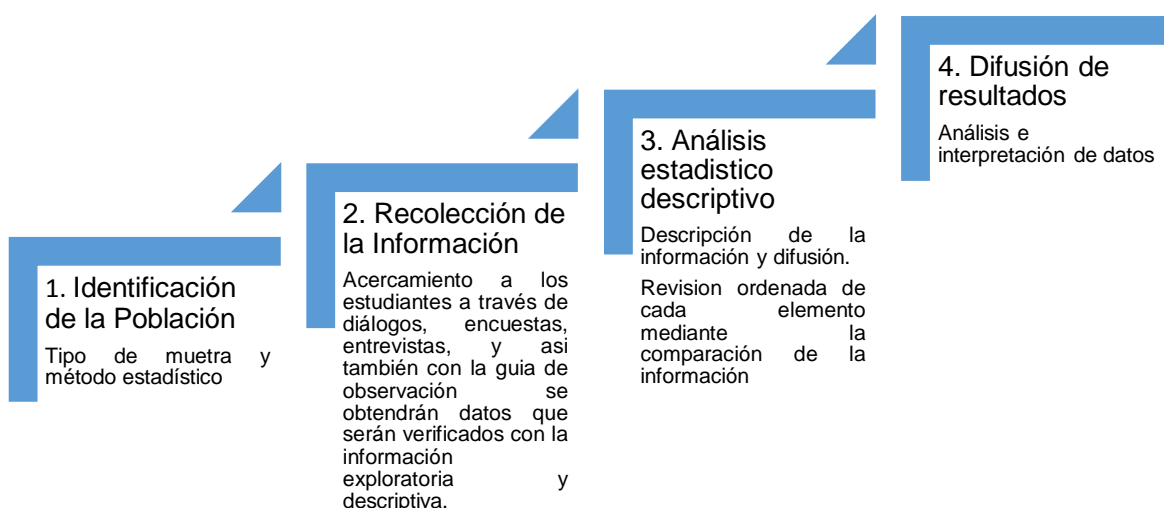 1. Identificación
de la Población
Tipo de muetra y
método estadístico
2. Recolección de
la Información
Acercamiento a los
estudiantes a través de
diálogos, encuestas,
entrevistas, y asi
también con la guia de
observación se
obtendrán datos que
serán verificados con la
información
exploratoria y
descriptiva.
3. Análisis
estadistico
descriptivo
Descripción de la
información y difusión.
Revision ordenada de
cada elemento
mediante la
comparación de la
información
4. Difusión de
resultados
Análisis e
interpretación de datos